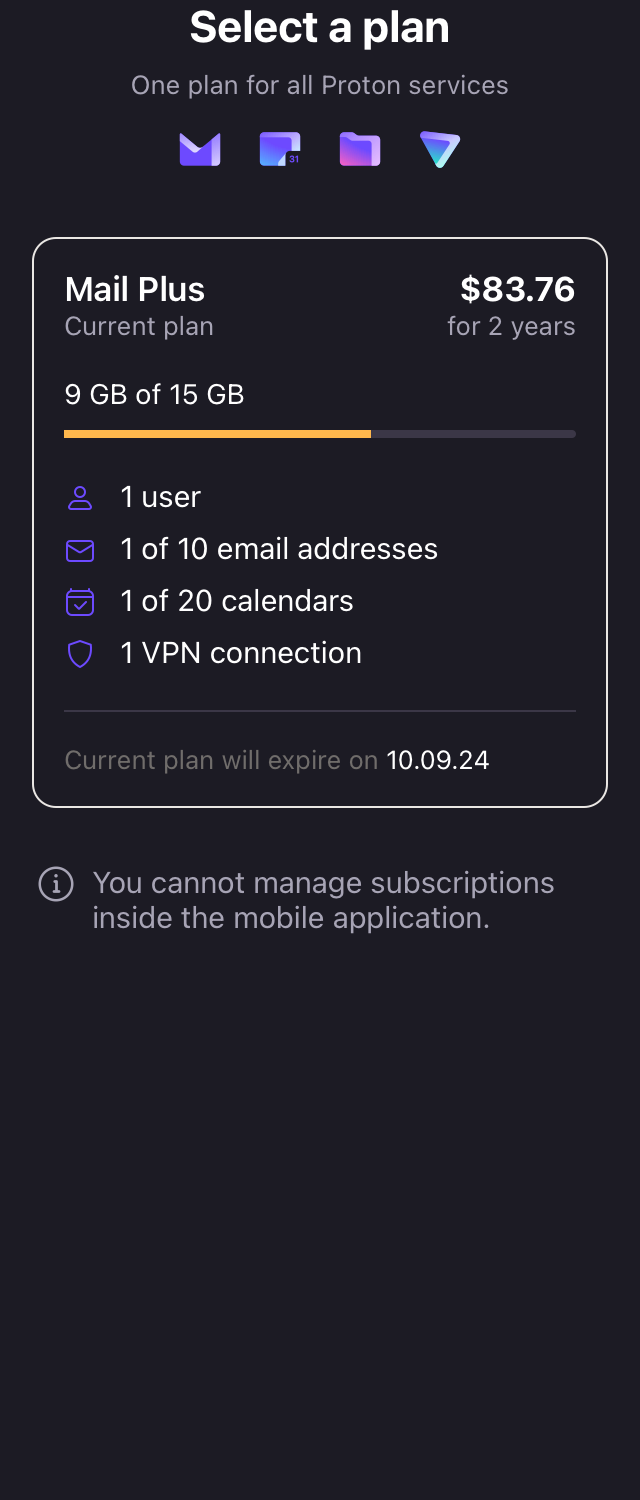 Select a plan
One plan for all Proton services
31
Mail Plus
$83.76
Current plan
for 2 years
9 GB of 15 GB
1 user
1 of 10 email addresses
1 of 20 calendars
1 VPN connection
Current plan will expire on 10.09.24
You cannot manage subscriptions
inside the mobile application.